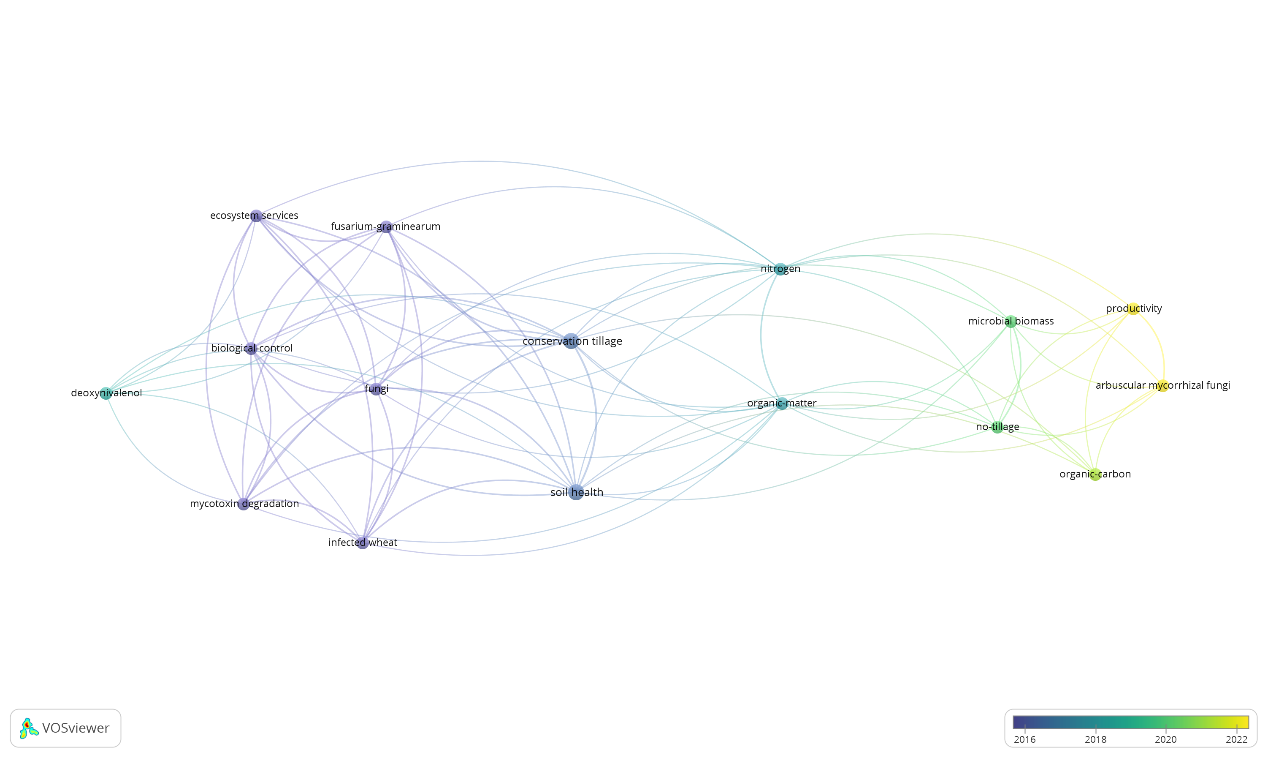 ecosystem services
fusarium-graminearum
nitrogen
productivity
microbial biomass
conservation tillage
biological control
arbuscular mycorrhizal fungi
fungi
deoxynivalenol
organic-matter
no-tillage
organic-carbon
soil health
mycotoxin degradation
infected wheat
VOSviewer
2016 2018 2020 2022